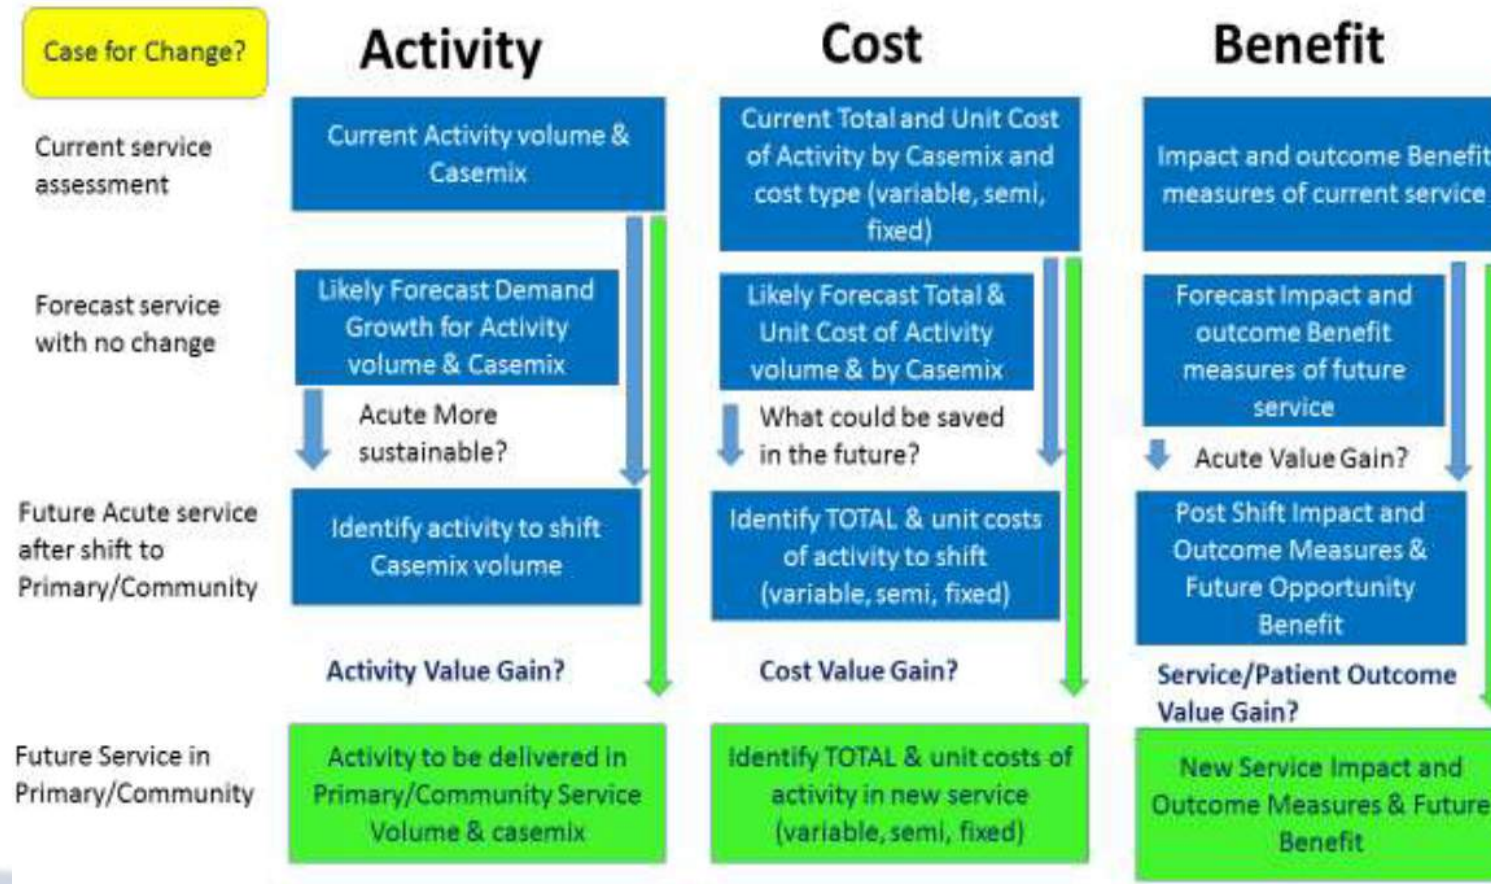 Case for Change?
Activity
Cost
Benefit
Current service
assessment
Current Activity volume &
Casemix
Current Total and Unit Cost
of Activity by Casemix and
cost type (variable, semi,
fixed)
Impact and outcome Benefit
measures of current service
Forecast service
with no change
Likely Forecast Demand
Growth for Activity
volume & Casemix
Likely Forecast Total &
Unit Cost of Activity
volume & by Casemix
Forecast Impact and
outcome Benefit
measures of future
service
Acute More
sustainable?
What could be saved
in the future?
Acute Value Gain?
Future Acute service
after shift to
Primary/Community
Identify activity to shift
Casemix volume
Identify TOTAL & unit costs
of activity to shift
(variable, semi, fixed)
Post Shift Impact and
Outcome Measures &
Future Opportunity
Benefit
Activity Value Gain?
Cost Value Gain?
Service/Patient Outcome
Value Gain?
Future Service in
Primary/Community
Activity to be delivered in
Primary/Community Service
Volume & casemix
Identify TOTAL & unit costs of
activity in new service
(variable, semi, fixed)
New Service Impact and
Outcome Measures & Future
Benefit